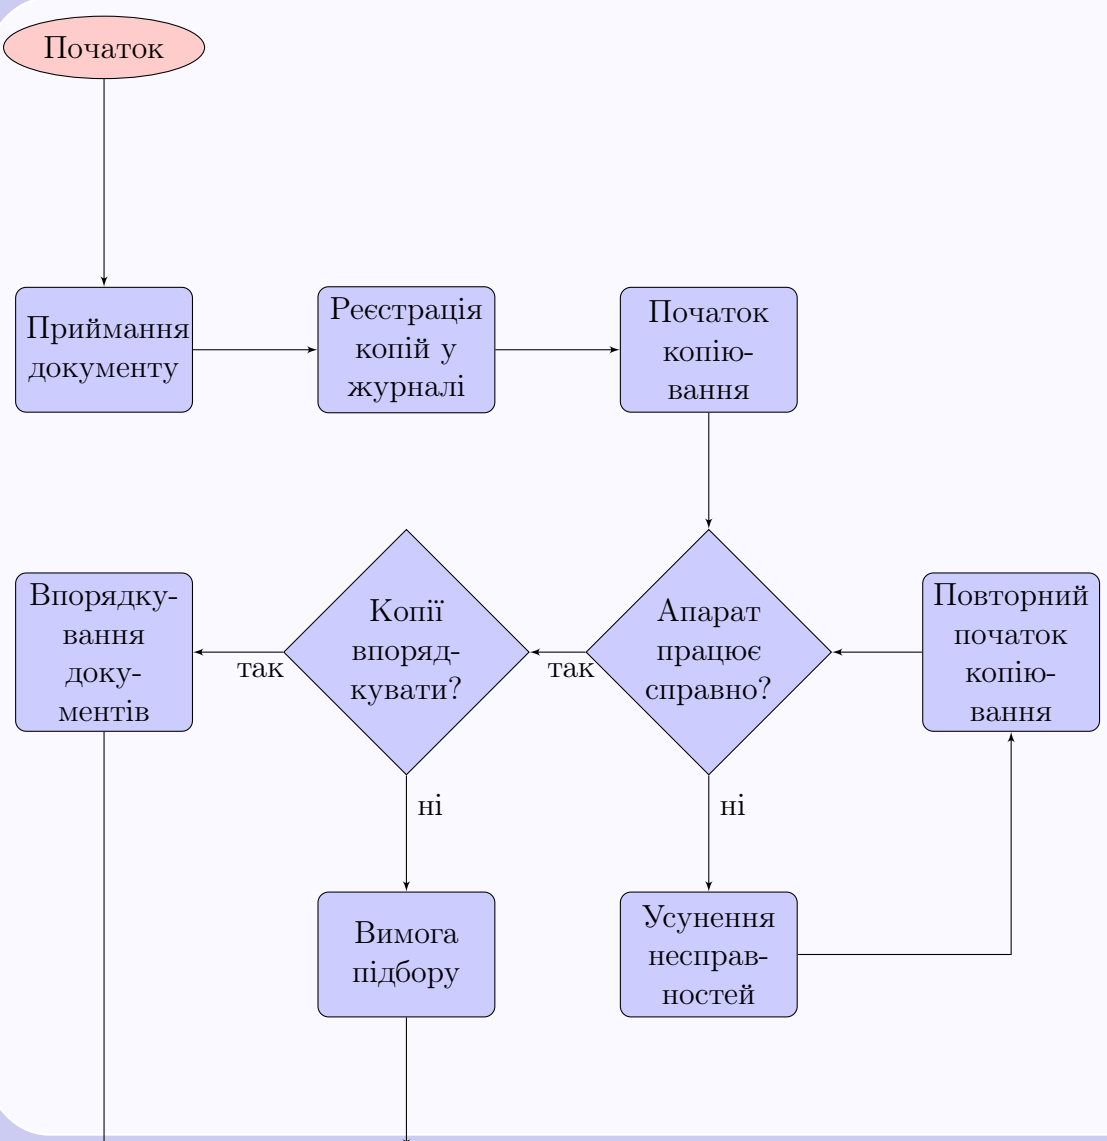 Початок
Приймання
документу
Реєстрація
копій у
журналі
Початок
копію-
вання
Впорядку-
вання
доку-
ментів
так
Копії
впоряд-
кувати?
так
Апарат
працює
справно?
Повторний
початок
копію-
вання
ні
ні
Вимога
підбору
Усунення
несправ-
ностей